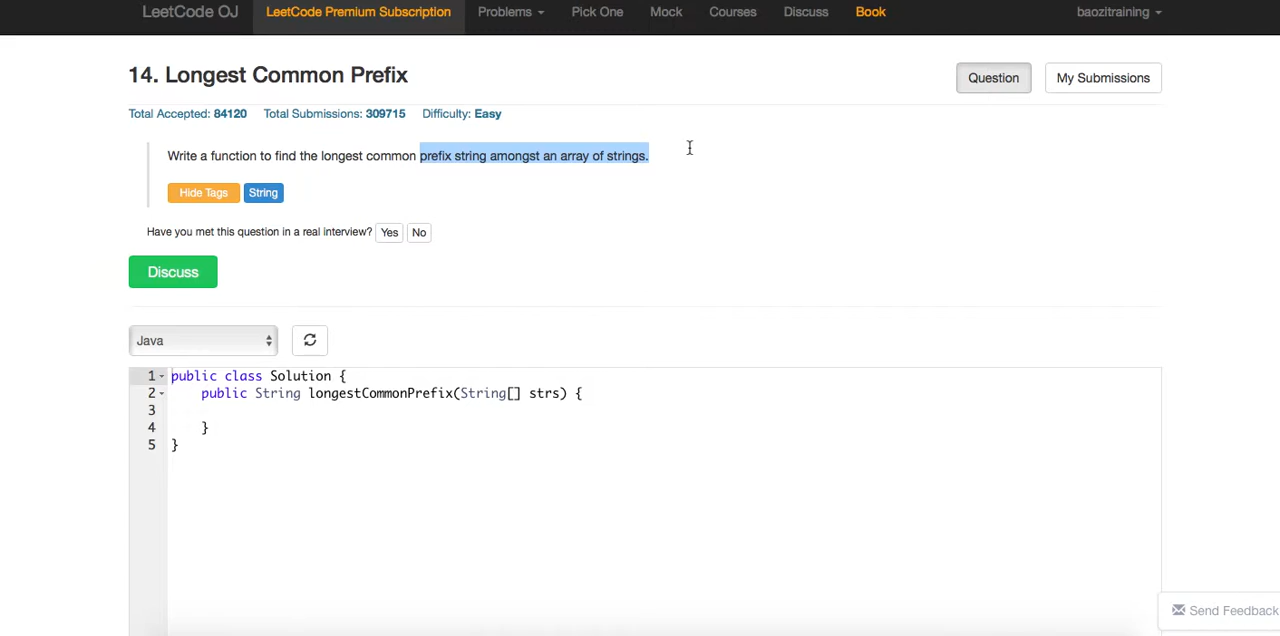 LeetCode OJ LeetCode Premium Subscription Problems Pick One Mock Courses Discuss Book baozitraining
14. Longest Common Prefix
Question My Submissions
Total Accepted: 84120 Total Submissions: 309715 Difficulty: Easy
Write a function to find the longest common prefix string amongst an array of strings.
Hide Tags String
Have you met this question in a real interview? Yes No
Discuss
Java
1 public class Solution {
2 public String longestCommonPrefix(String[] strs) {
3
4 }
5 }
Send Feedback